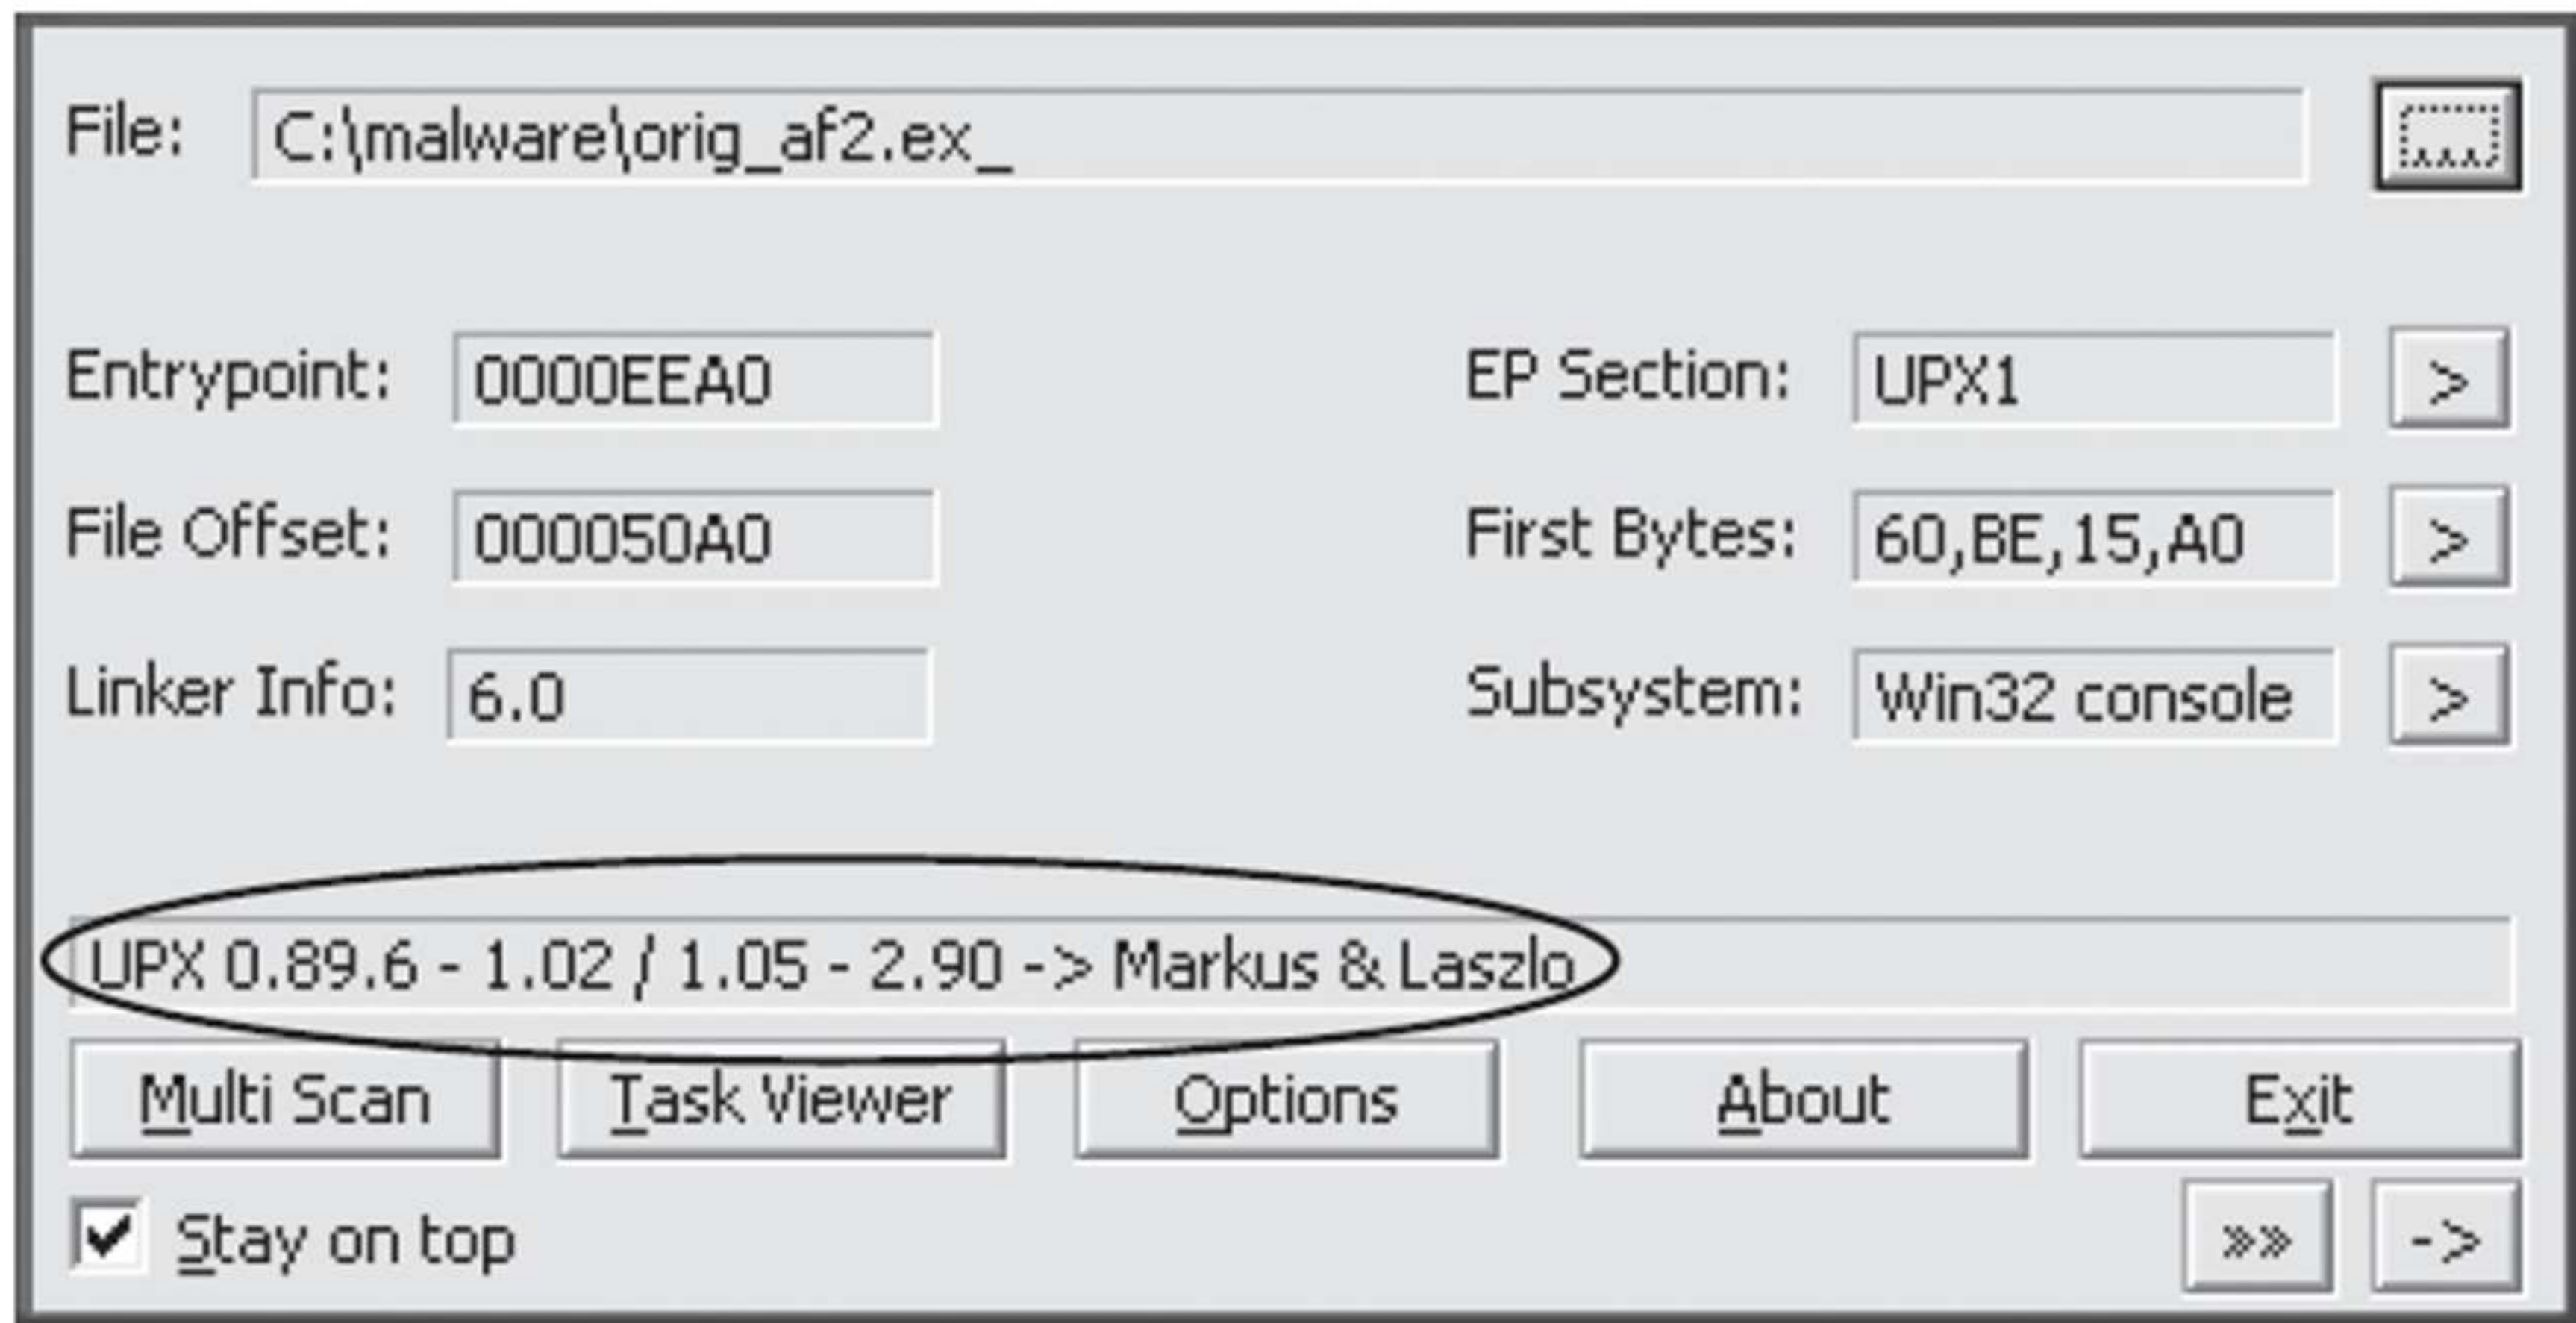 File: C:\malware\orig_af2.ex_ ...
Entrypoint: 0000EEA0 EP Section: UPX1 >
File Offset: 000050A0 First Bytes: 60,BE,15,A0 >
Linker Info: 6.0 Subsystem: Win32 console >
UPX 0.89.6 - 1.02 / 1.05 - 2.90 -> Markus & Laszlo
Multi Scan Task Viewer Options About Exit
Stay on top »» ->